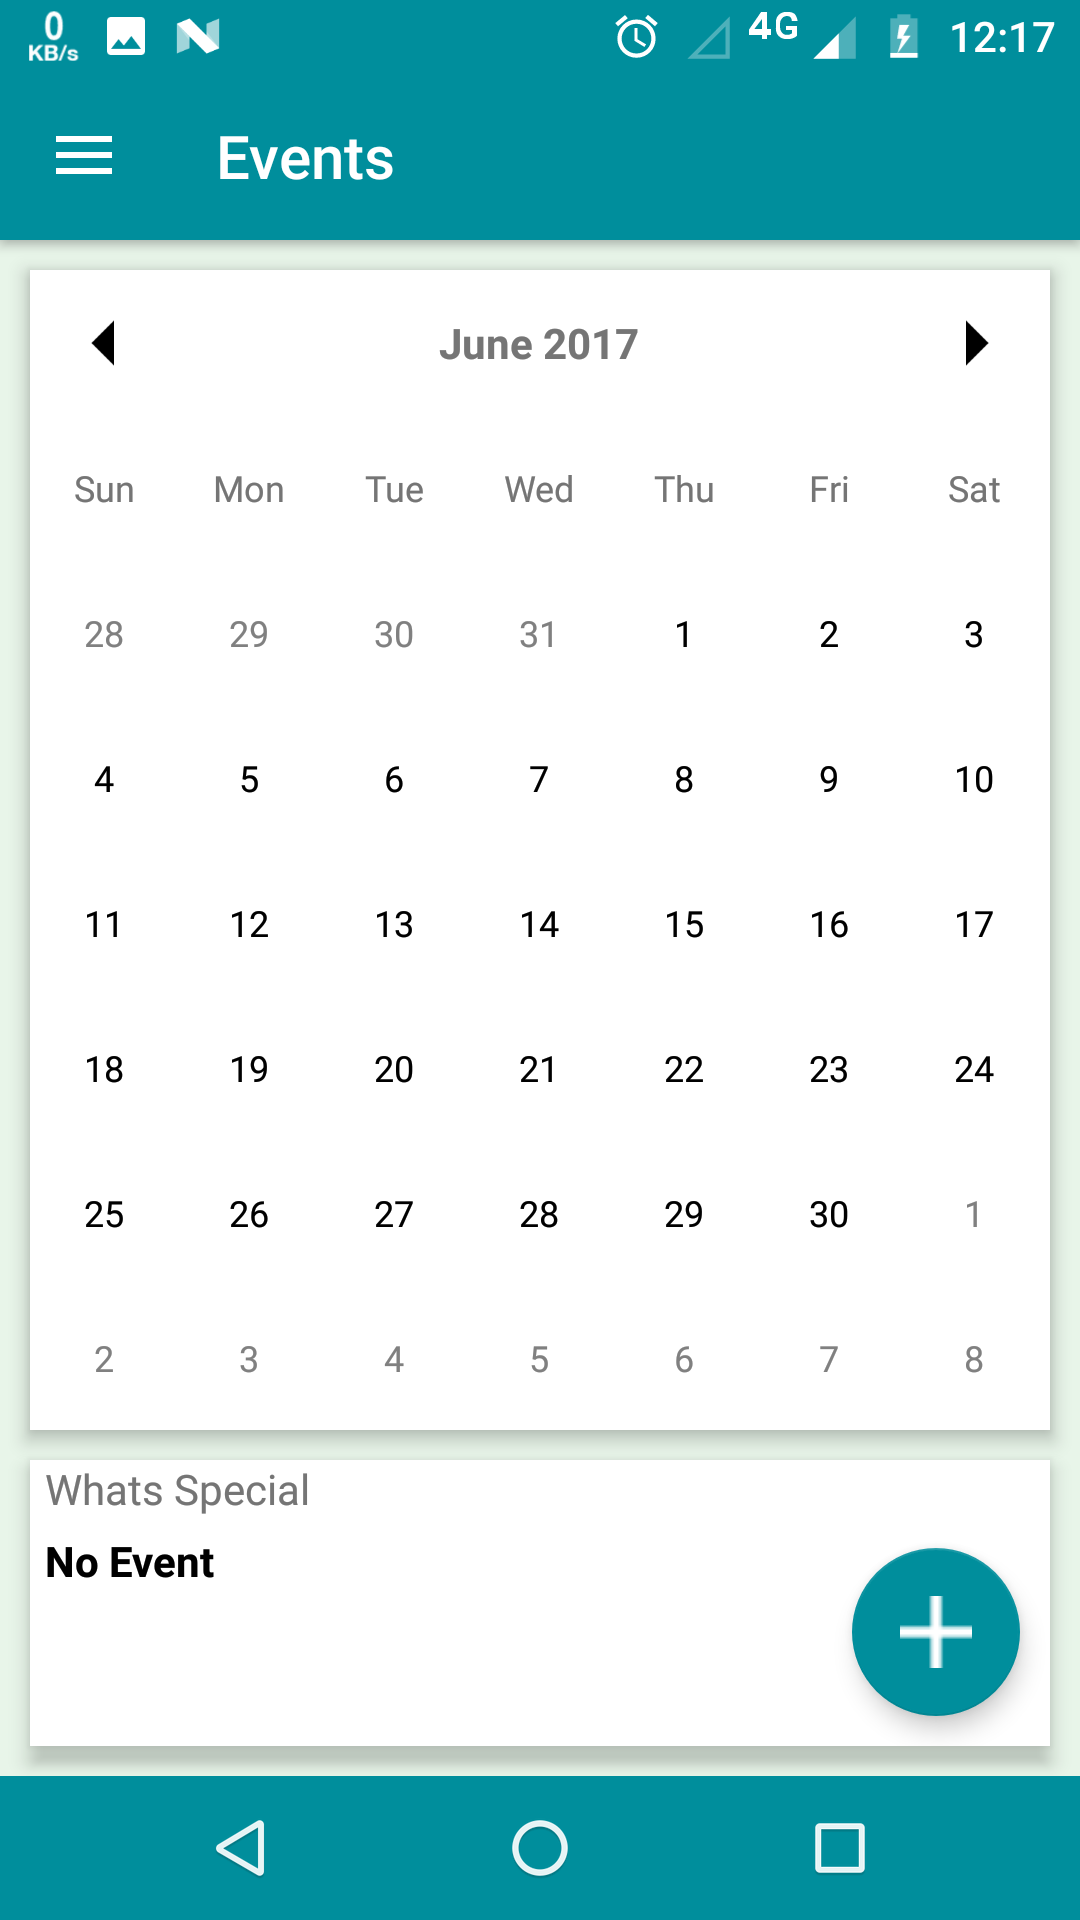 0
KB/s
4G
12:17
Events
June 2017
Sun Mon Tue Wed Thu Fri Sat
28 29 30 31 1 2 3
4 5 6 7 8 9 10
11 12 13 14 15 16 17
18 19 20 21 22 23 24
25 26 27 28 29 30 1
2 3 4 5 6 7 8
Whats Special
No Event